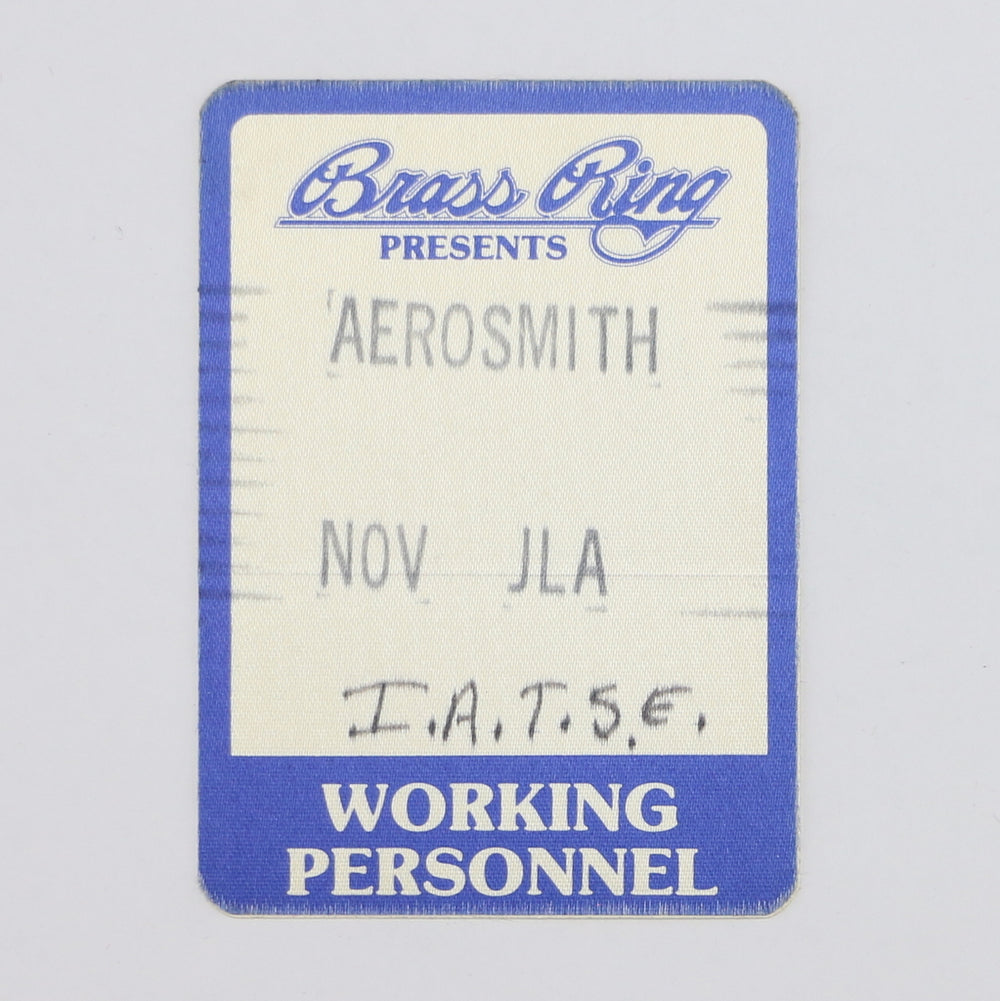 Brass Ring
PRESENTS
AEROSMITH
NOV JLA
I.A.T.S.E.
WORKING
PERSONNEL